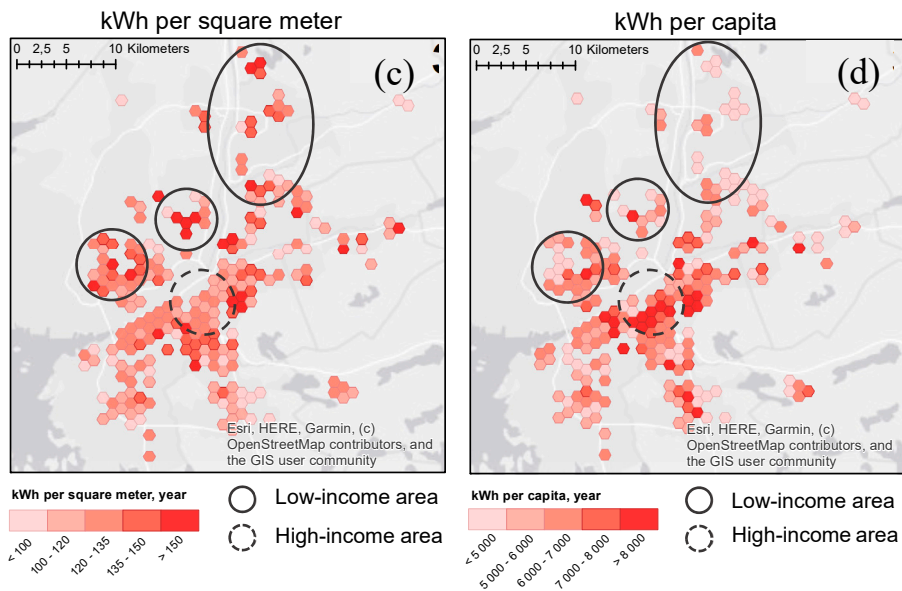 kWh per square meter
kWh per capita
0 2,5 5 10 Kilometers
(c)
0 2,5 5 10 Kilometers
(d)
Esri, HERE, Garmin, (c)
OpenStreetMap contributors, and
the GIS user community
Esri, HERE, Garmin, (c)
OpenStreetMap contributors, and
the GIS user community
kWh per square meter, year
< 100
100 - 120
120 - 135
135 - 150
> 150
Low-income area
High-income area
kWh per capita, year
< 5 000
5 000 - 6 000
6 000 - 7 000
7 000 - 8 000
> 8 000
Low-income area
High-income area